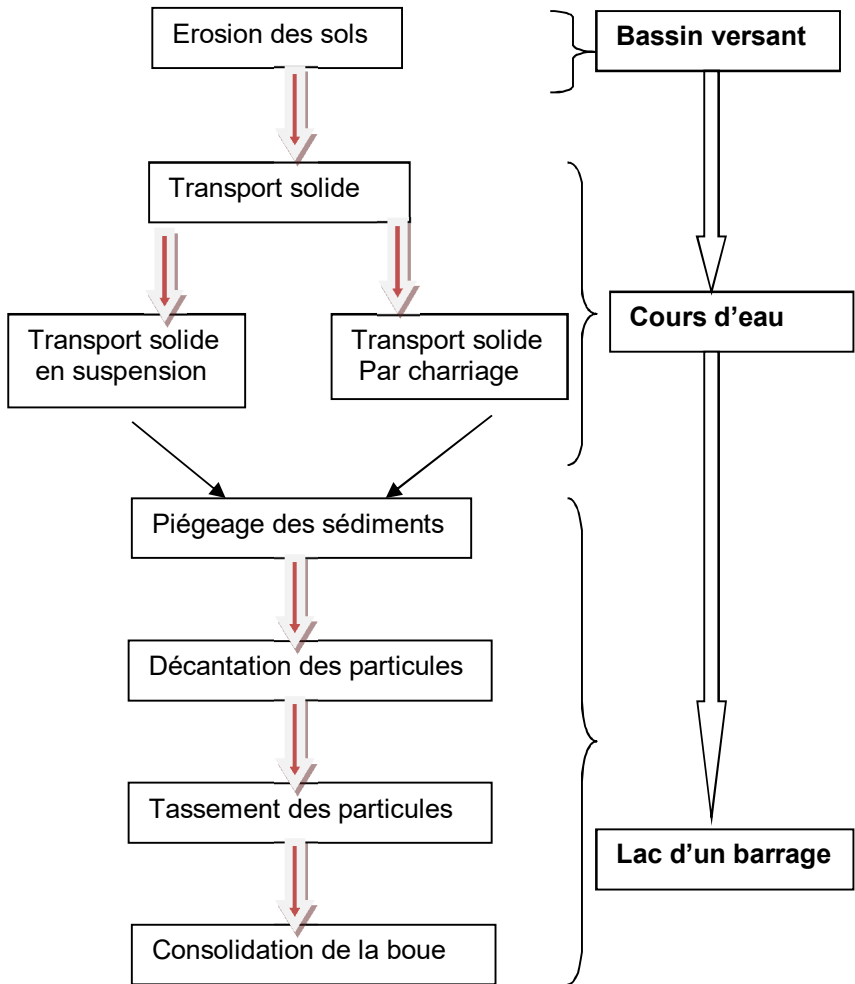 Erosion des sols
Bassin versant
Transport solide
Cours d'eau
Transport solide
en suspension
Transport solide
Par charriage
Piégeage des sédiments
Décantation des particules
Tassement des particules
Lac d'un barrage
Consolidation de la boue